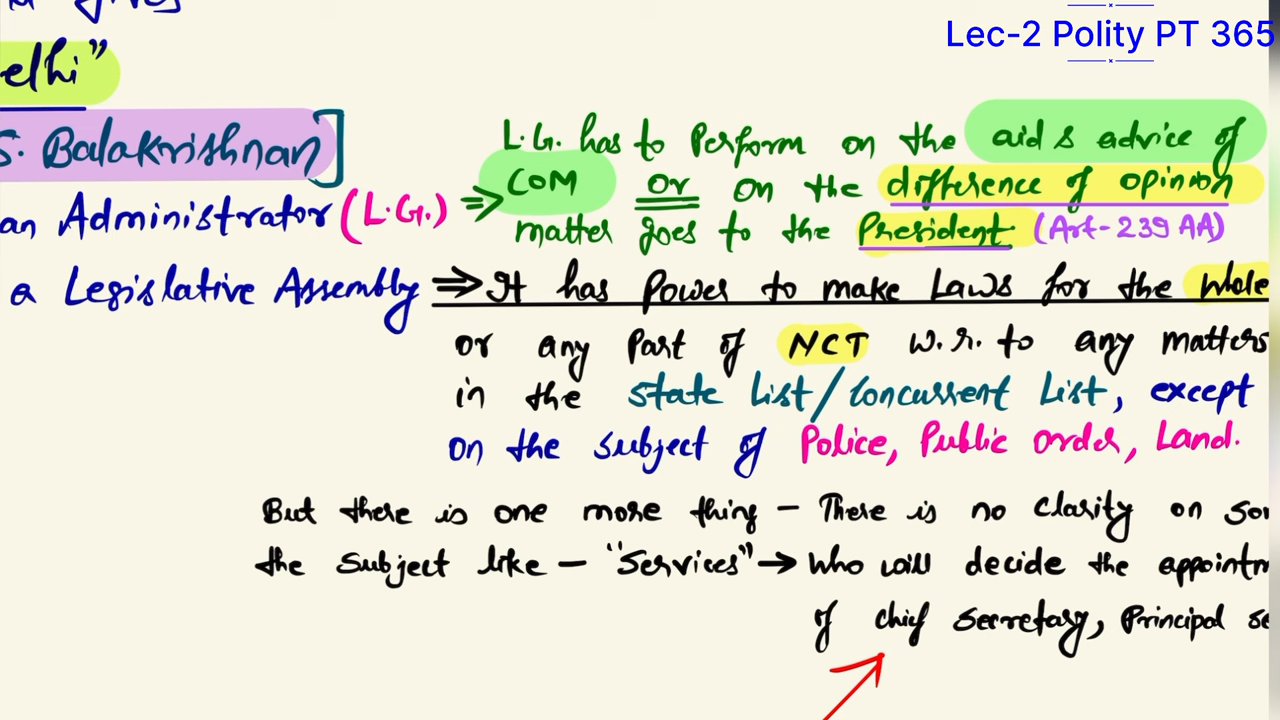 Lec-2 Polity PT 365
elhi"
S. Balakrishnan]
L.G. has to Perform on the aid & advice of
an Administrator (L.G.) ⇒ COM or on the difference of opinion
matter goes to the President (Art-239 AA)
a Legislative Assembly ⇒ It has Power to make Laws for the whole
or any Part of NCT w.r.to any matters
in the state List/Concurrent List, except
on the subject of Police, Public order, Land.
But there is one more thing - There is no clarity on
the subject like - "Services" → who will decide the
of chief secretary, Principal